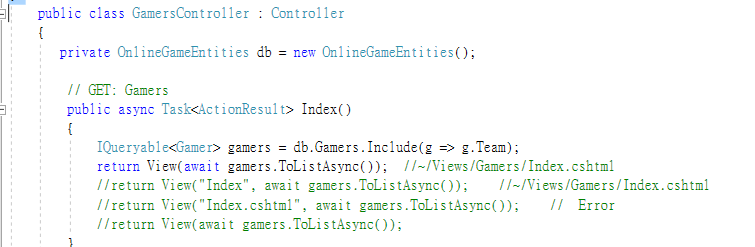 public class GamersController : Controller
{
private OnlineGameEntities db = new OnlineGameEntities();
// GET: Gamers
public async Task<ActionResult> Index()
{
IQueryable<Gamer> gamers = db.Gamers.Include(g => g.Team);
return View(await gamers.ToListAsync());  //~/Views/Gamers/Index.cshtml
//return View("Index", await gamers.ToListAsync());    //~/Views/Gamers/Index.cshtml
//return View("Index.cshtml", await gamers.ToListAsync());    //  Error
//return View(await gamers.ToListAsync());
}